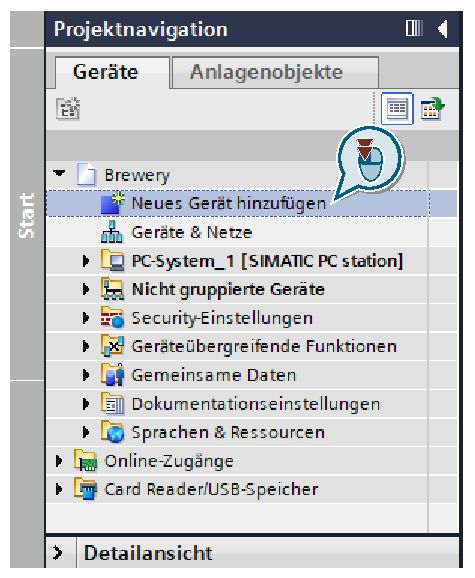 Projektnavigation
Geräte Anlagenobjekte
Start
Brewery
Neues Gerät hinzufügen
Geräte & Netze
PC-System_1 [SIMATIC PC station]
Nicht gruppierte Geräte
Security-Einstellungen
Geräteübergreifende Funktionen
Gemeinsame Daten
Dokumentationseinstellungen
Sprachen & Ressourcen
Online-Zugänge
Card Reader/USB-Speicher
Detailansicht